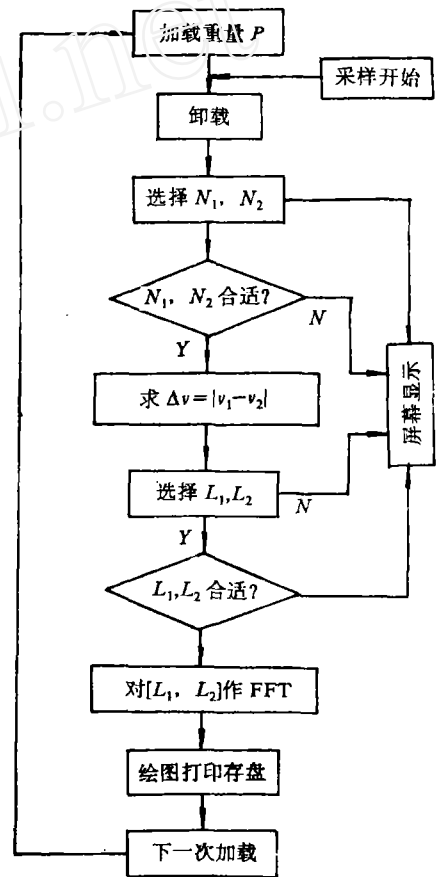 加载重量 P
采样开始
卸载
选择 N₁，N₂
N₁，N₂ 合适？
N
Y
屏幕显示
求 Δv＝|v₁−v₂|
选择 L₁,L₂
N
Y
L₁,L₂ 合适？
对[L₁，L₂]作 FFT
绘图打印存盘
下一次加载